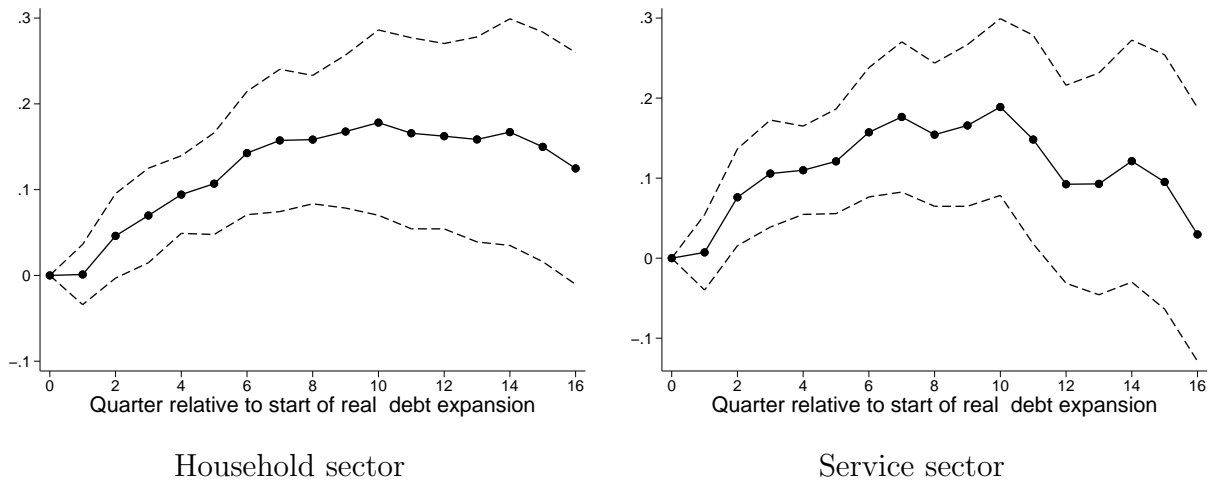 .3
.2
.1
0
−.1
0 2 4 6 8 10 12 14 16
Quarter relative to start of real debt expansion
Household sector
.3
.2
.1
0
−.1
0 2 4 6 8 10 12 14 16
Quarter relative to start of real debt expansion
Service sector